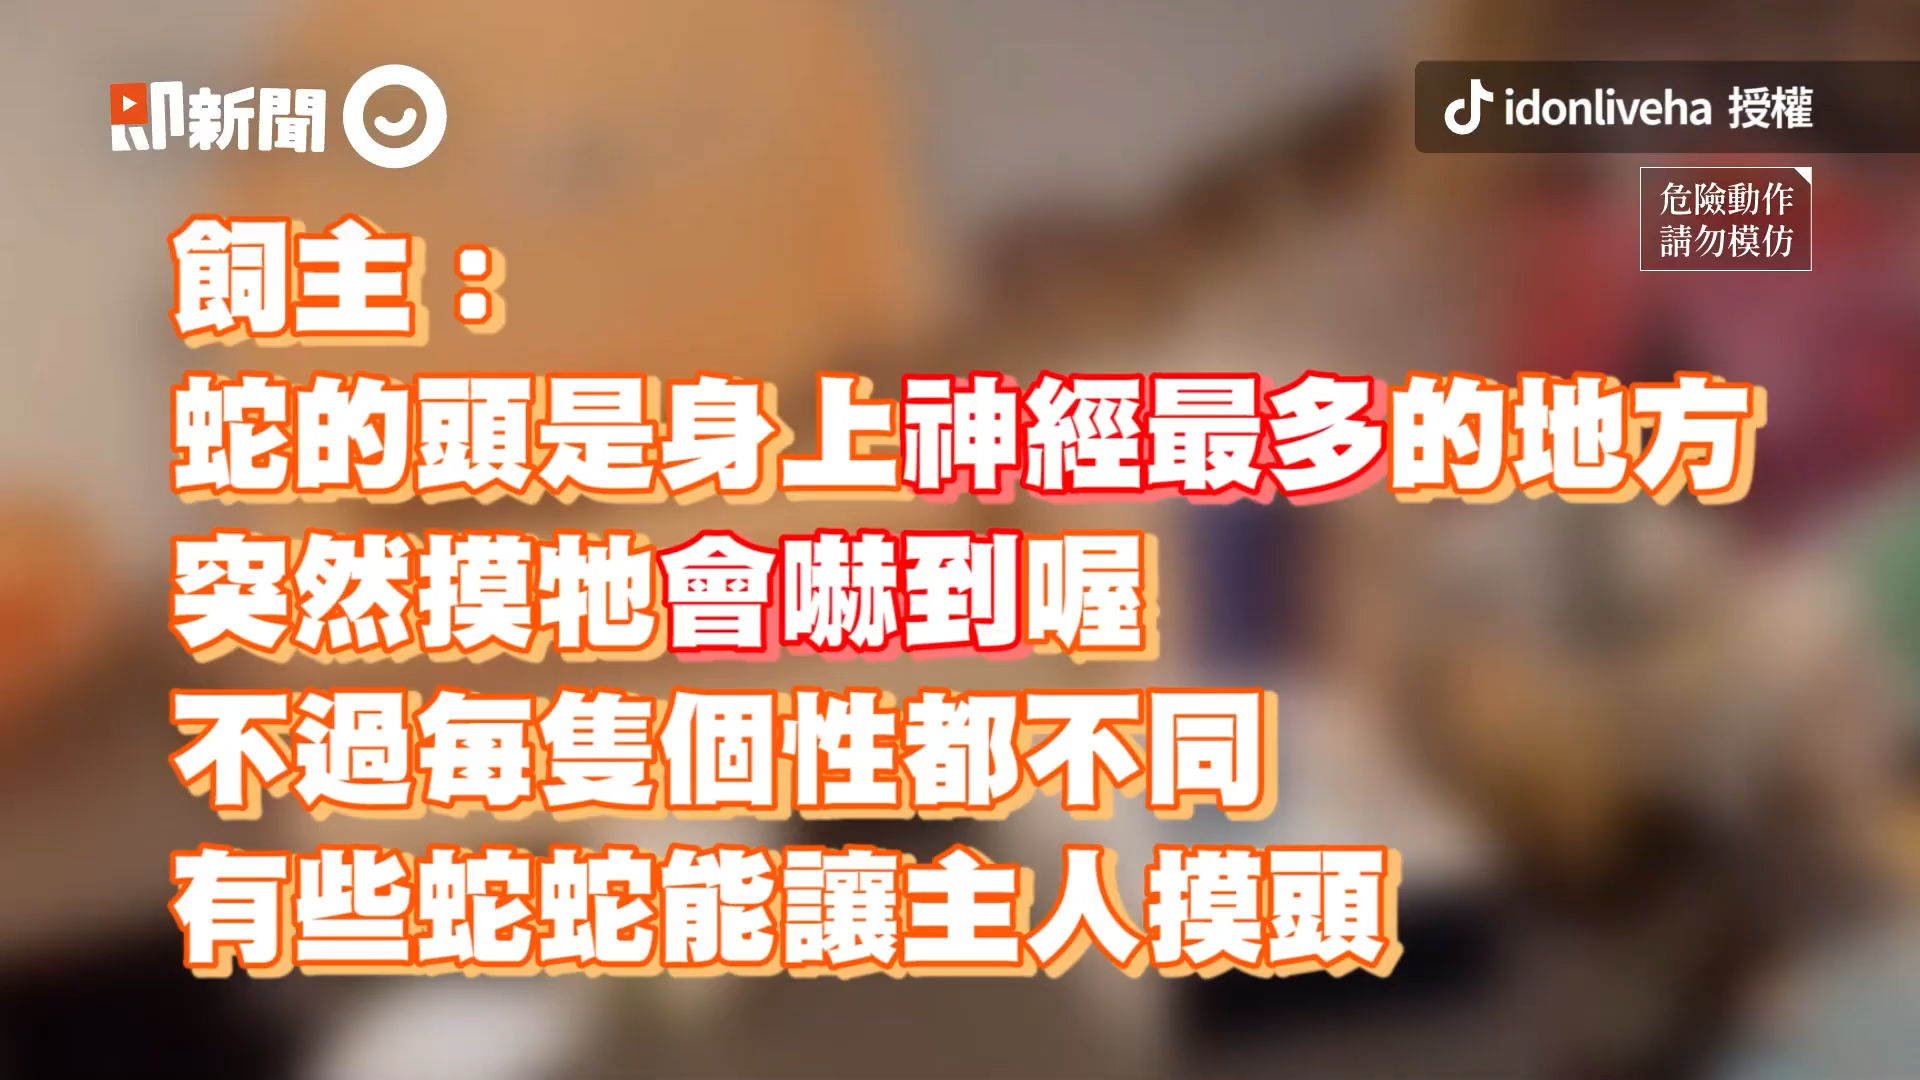 即新聞
idonliveha 授權
危險動作
請勿模仿
飼主：
蛇的頭是身上神經最多的地方
突然摸牠會嚇到喔
不過每隻個性都不同
有些蛇蛇能讓主人摸頭